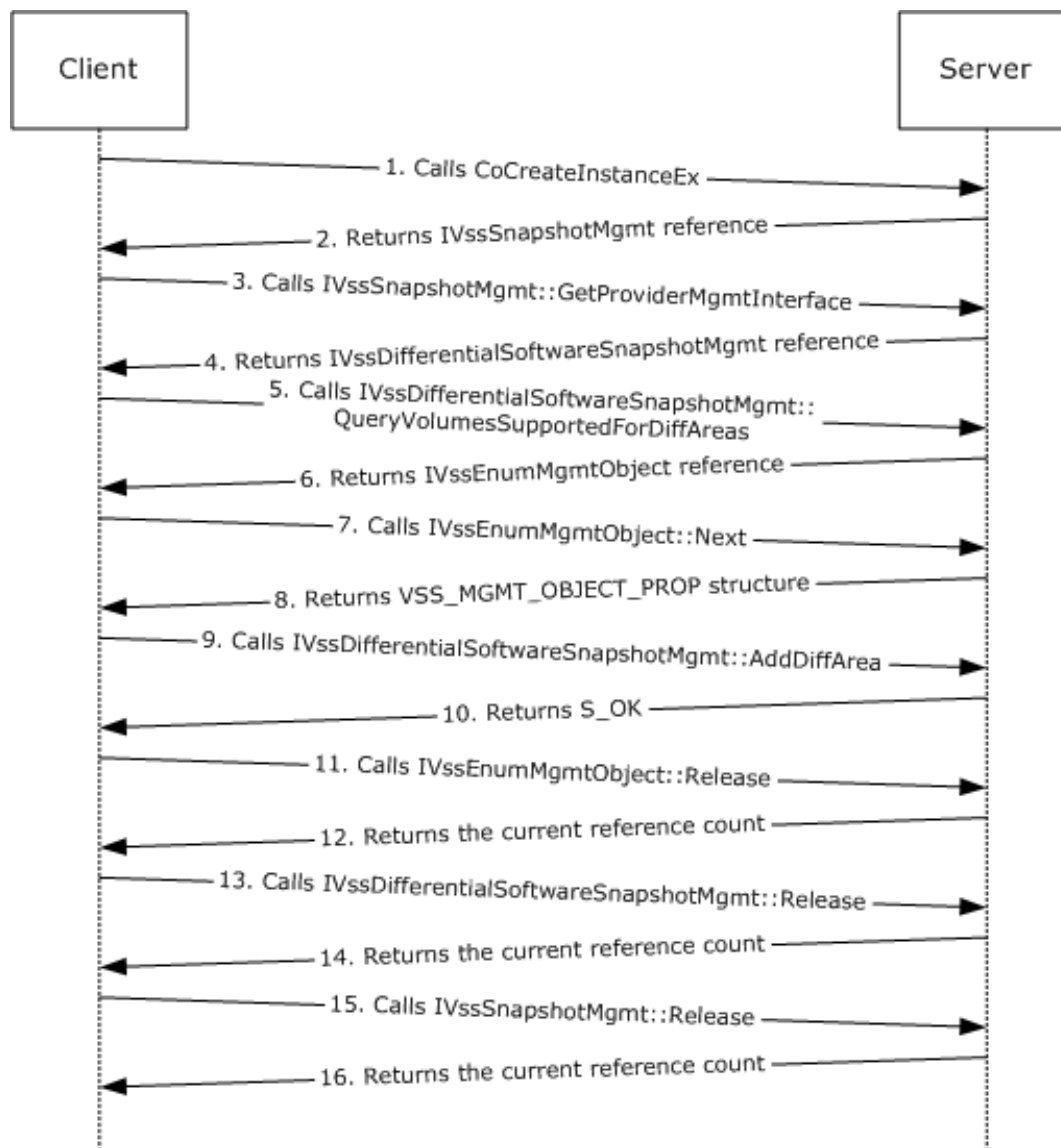 Client
Server
1. Calls CoCreateInstanceEx
2. Returns IVssSnapshotMgmt reference
3. Calls IVssSnapshotMgmt::GetProviderMgmtInterface
4. Returns IVssDifferentialSoftwareSnapshotMgmt reference
5. Calls IVssDifferentialSoftwareSnapshotMgmt::
QueryVolumesSupportedForDiffAreas
6. Returns IVssEnumMgmtObject reference
7. Calls IVssEnumMgmtObject::Next
8. Returns VSS_MGMT_OBJECT_PROP structure
9. Calls IVssDifferentialSoftwareSnapshotMgmt::AddDiffArea
10. Returns S_OK
11. Calls IVssEnumMgmtObject::Release
12. Returns the current reference count
13. Calls IVssDifferentialSoftwareSnapshotMgmt::Release
14. Returns the current reference count
15. Calls IVssSnapshotMgmt::Release
16. Returns the current reference count